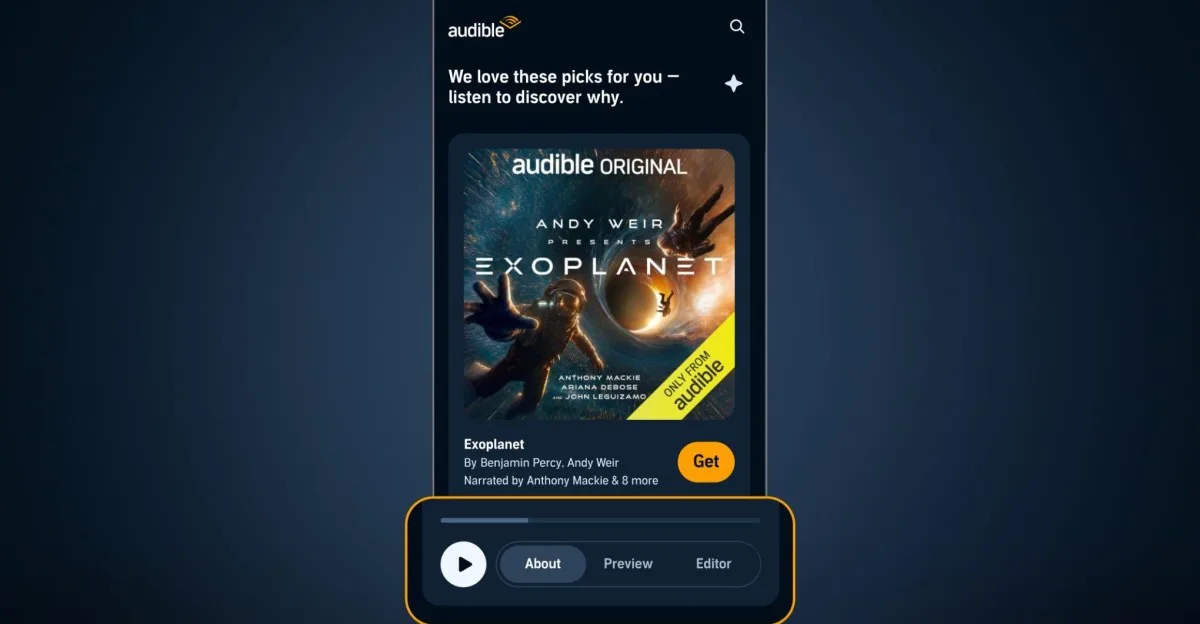 audible
We love these picks for you —
listen to discover why.
audible ORIGINAL
ANDY WEIR
PRESENTS
EXOPLANET
ANTHONY MACKIE
ARIANA DEBOSE
AND JOHN LEGUIZAMO
ONLY FROM
audible
Exoplanet
By Benjamin Percy, Andy Weir
Narrated by Anthony Mackie & 8 more
Get
About Preview Editor